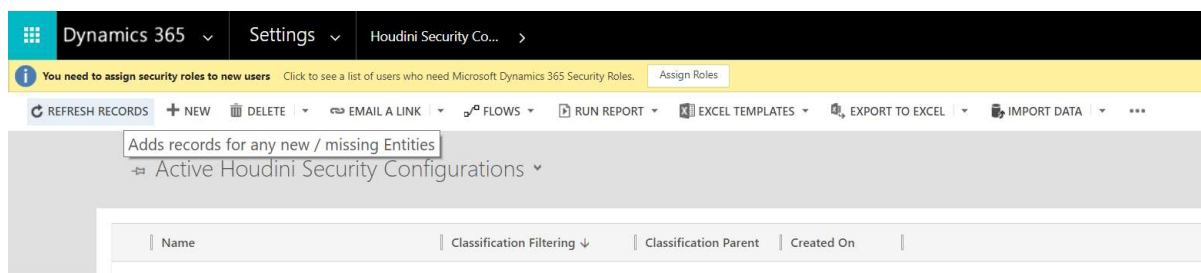 Dynamics 365 Settings Houdini Security Co...
You need to assign security roles to new users Click to see a list of users who need Microsoft Dynamics 365 Security Roles. Assign Roles
REFRESH RECORDS NEW DELETE EMAIL A LINK FLOWS RUN REPORT EXCEL TEMPLATES EXPORT TO EXCEL IMPORT DATA ...
Adds records for any new / missing Entities
Active Houdini Security Configurations
Name Classification Filtering Classification Parent Created On